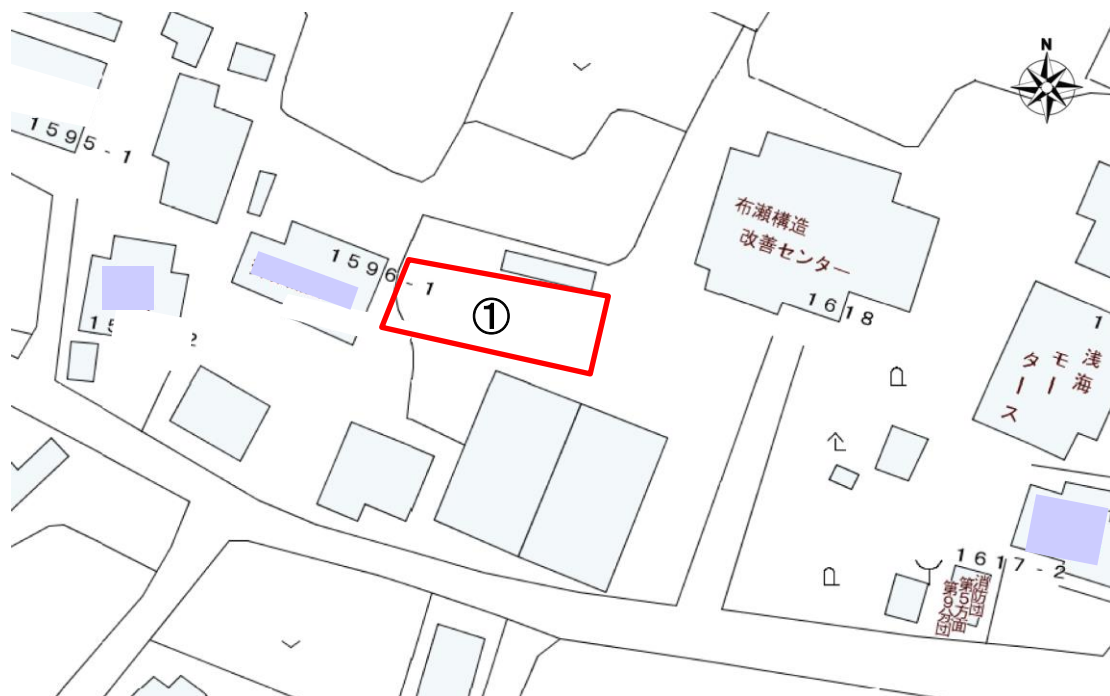 N
1595-1
布瀬構造
改善センター
1596-1
①
1618
1
浅海
モー
タース
1617-2
消防団
第5方面
第9分団